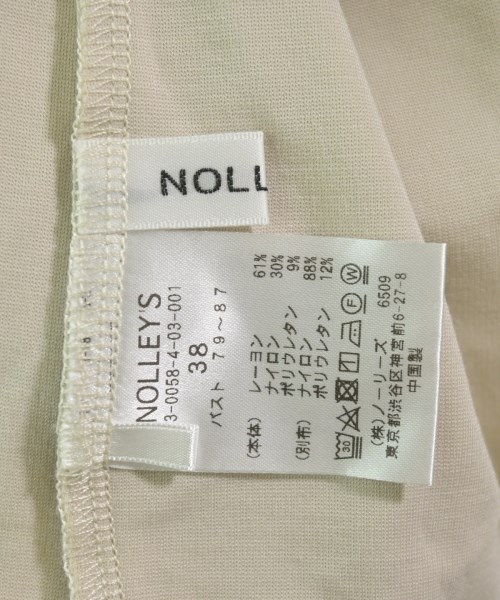 NOLL
NOLLEY'S
3-0058-4-03-001
38
バスト 79～87
(本体) レーヨン 61%
ナイロン 30%
ポリウレタン 9%
(別布) ナイロン 88%
ポリウレタン 12%
30 F W
6509
(株)ノーリーズ
東京都渋谷区神宮前6-27-8
中国製